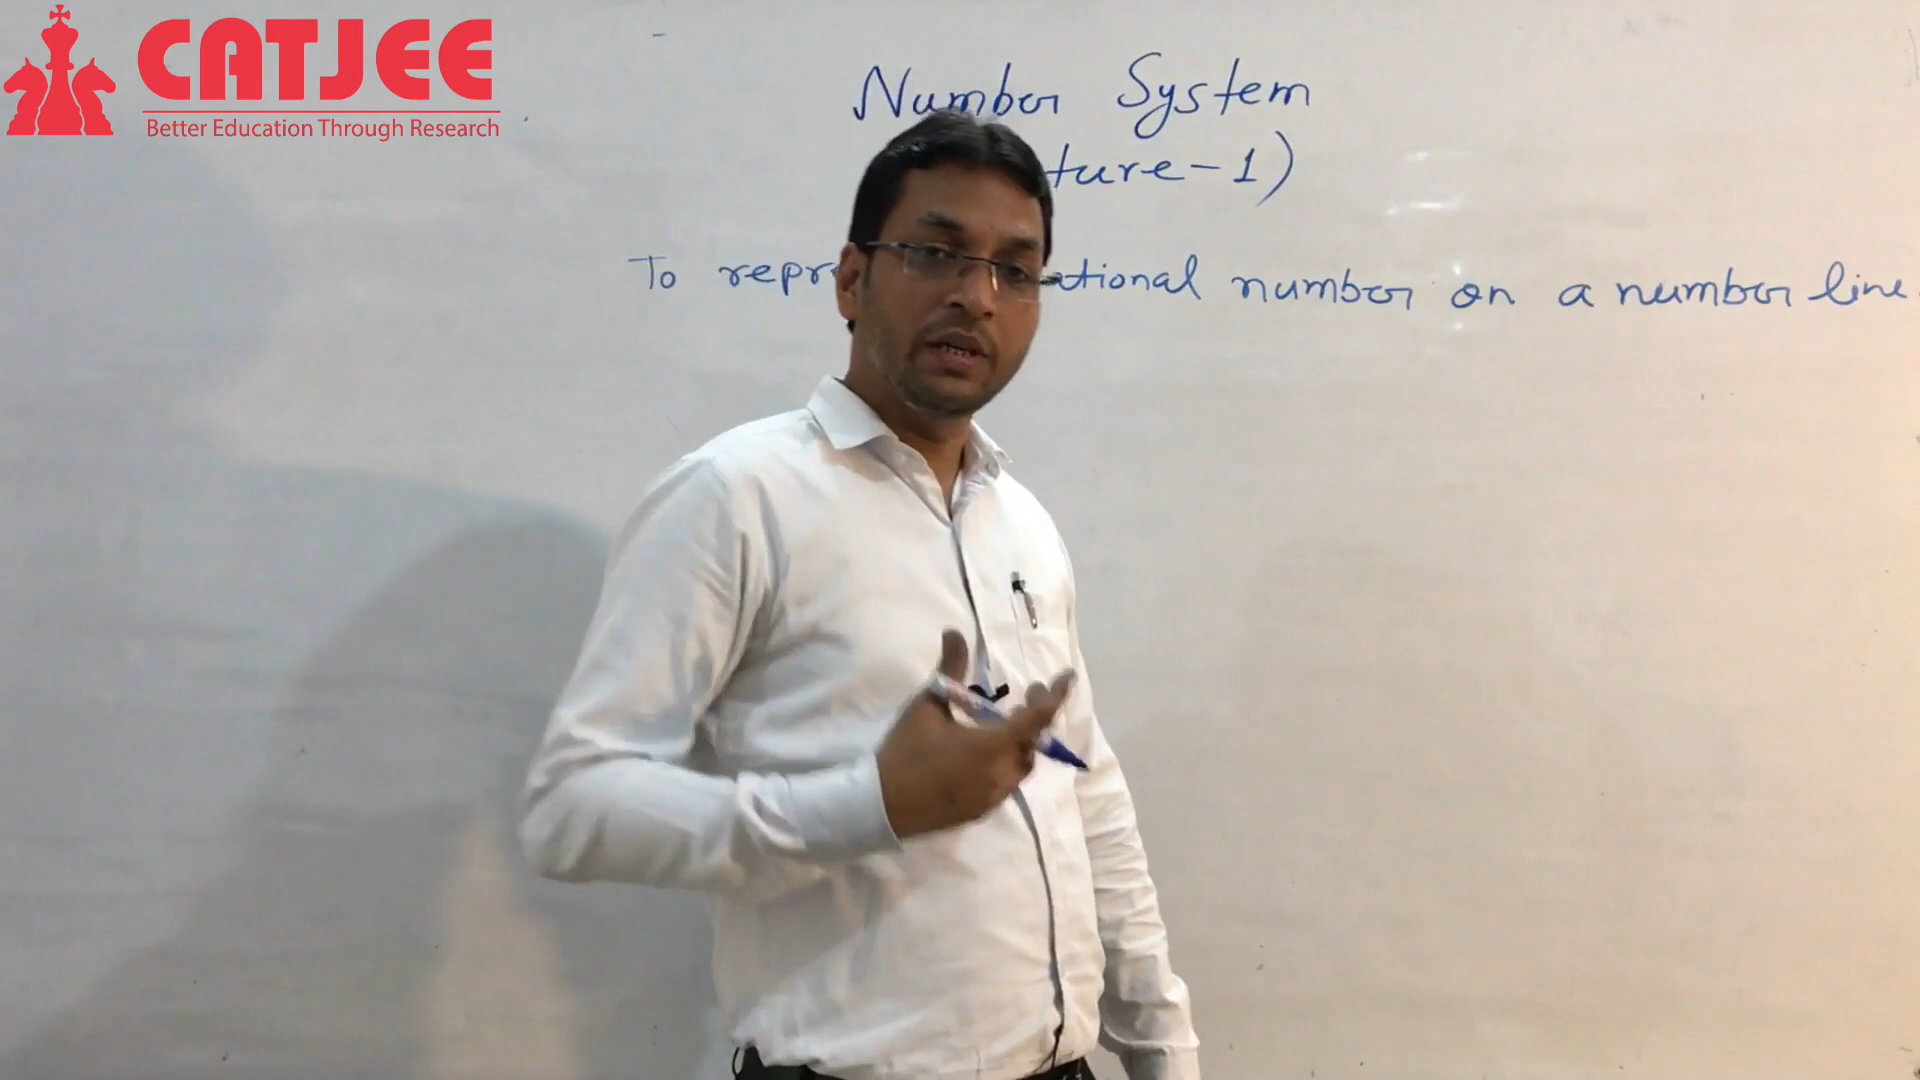 CATJEE
Better Education Through Research
Number System
ture-1)
To repr ational number on a number line